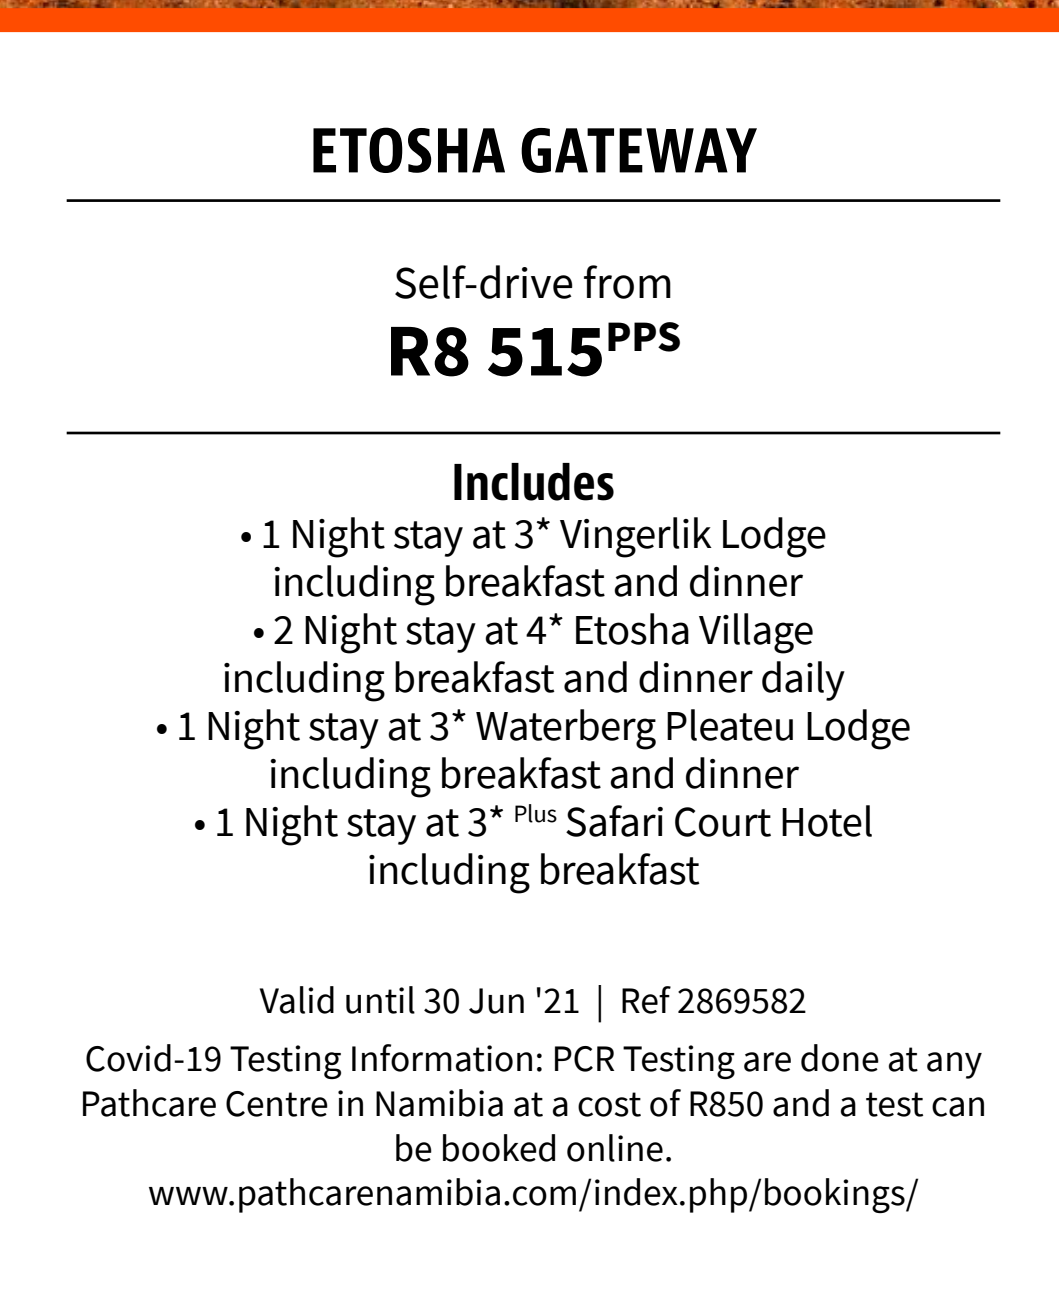 ETOSHA GATEWAY
Self-drive from
R8 515PPS
Includes
• 1 Night stay at 3* Vingerlik Lodge
including breakfast and dinner
• 2 Night stay at 4* Etosha Village
including breakfast and dinner daily
• 1 Night stay at 3* Waterberg Pleateu Lodge
including breakfast and dinner
• 1 Night stay at 3* Plus Safari Court Hotel
including breakfast
Valid until 30 Jun '21 | Ref 2869582
Covid-19 Testing Information: PCR Testing are done at any
Pathcare Centre in Namibia at a cost of R850 and a test can
be booked online.
www.pathcarenamibia.com/index.php/bookings/